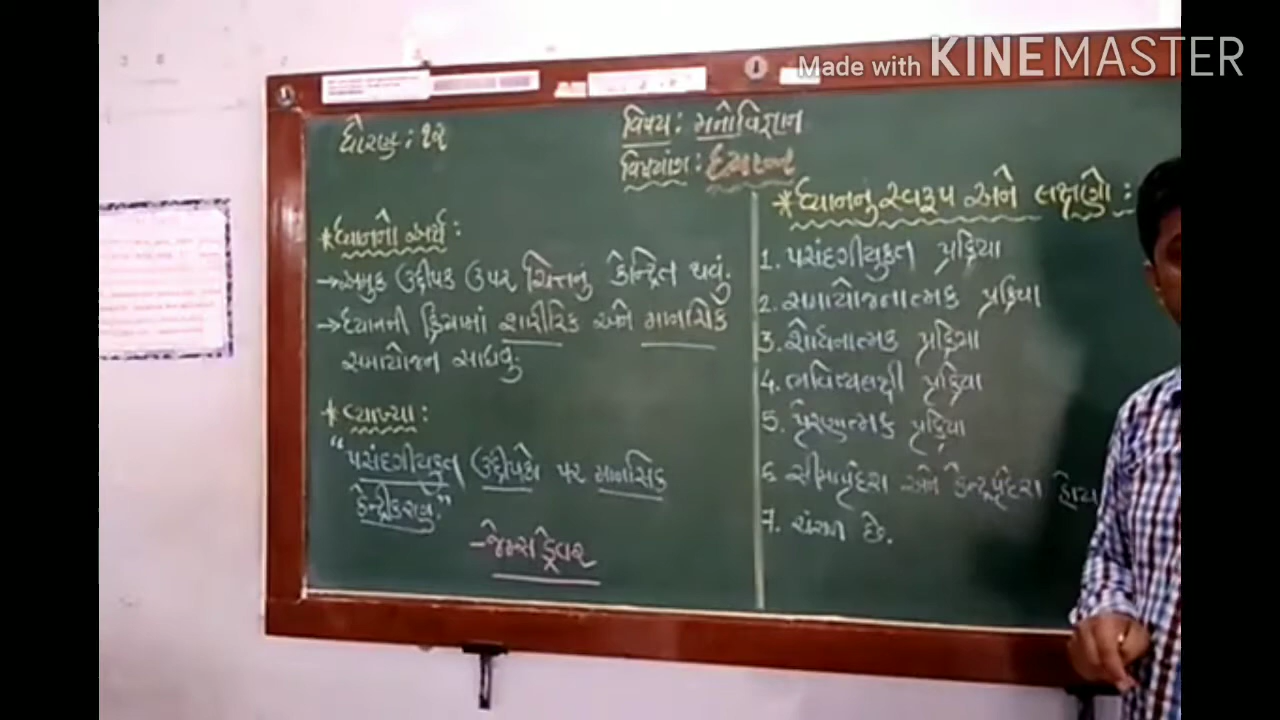 Made with KINEMASTER
ધોરણ: ૧૨
વિષય: મનોવિજ્ઞાન
વિષયાંગ: ધ્યાન
* ધ્યાનનો અર્થ:
→ અમુક ઉદ્દીપક ઉપર ચિત્તનું કેન્દ્રિત થવું.
→ ધ્યાનની ક્રિયામાં શારીરિક અને માનસિક
સમાયોજન સાધવું.
* વ્યાખ્યા:
"પસંદગીયુક્ત ઉદ્દીપકો પર માનસિક
કેન્દ્રીકરણ."
- જેમ્સ ડ્રેવર
* ધ્યાનનું સ્વરૂપ અને લક્ષણો:
1. પસંદગીયુક્ત પ્રક્રિયા
2. સમાયોજનાત્મક પ્રક્રિયા
3. શોધનાત્મક પ્રક્રિયા
4. ભવિષ્યલક્ષી પ્રક્રિયા
5. પ્રેરણાત્મક પ્રક્રિયા
6. સીમાપ્રદેશ અને કેન્દ્રપ્રદેશ હોય
7. ચંચળ છે.